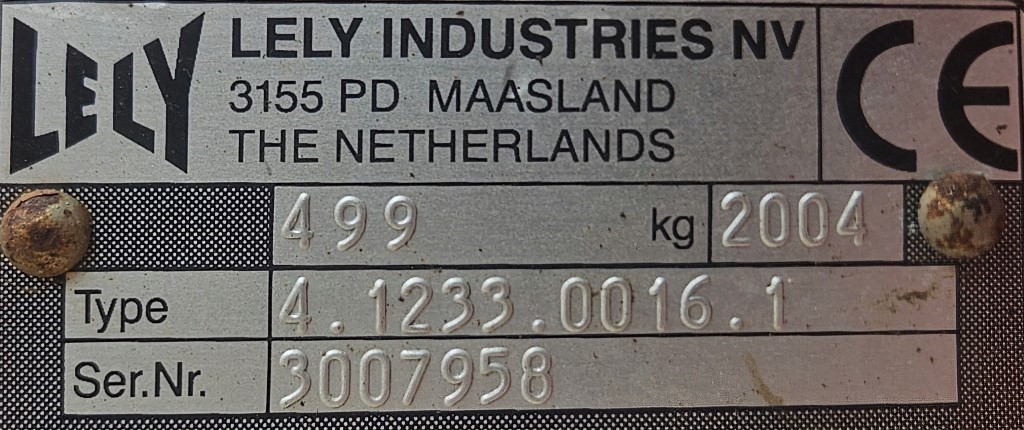 LELY
LELY INDUSTRIES NV
3155 PD MAASLAND
THE NETHERLANDS
CE
499 kg 2004
Type 4.1233.0016.1
Ser.Nr. 3007958